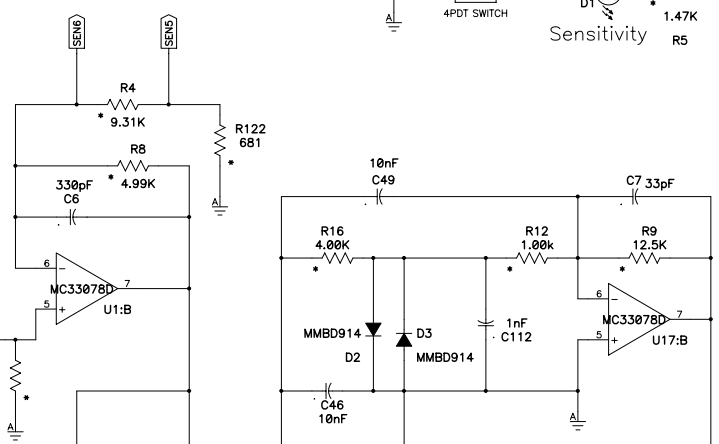 SEN6
SEN5
A
4PDT SWITCH
D1
*
1.47K
R5
Sensitivity
R4
*
9.31K
R122
681
*
A
R8
*
4.99K
330pF
C6
6
-
MC33078D
7
5
+
U1:B
*
A
10nF
C49
C7 33pF
R16
4.00K
*
R12
1.00k
*
R9
12.5K
*
MMBD914
D2
D3
MMBD914
1nF
C112
6
-
MC33078D
7
5
+
U17:B
C46
10nF
A